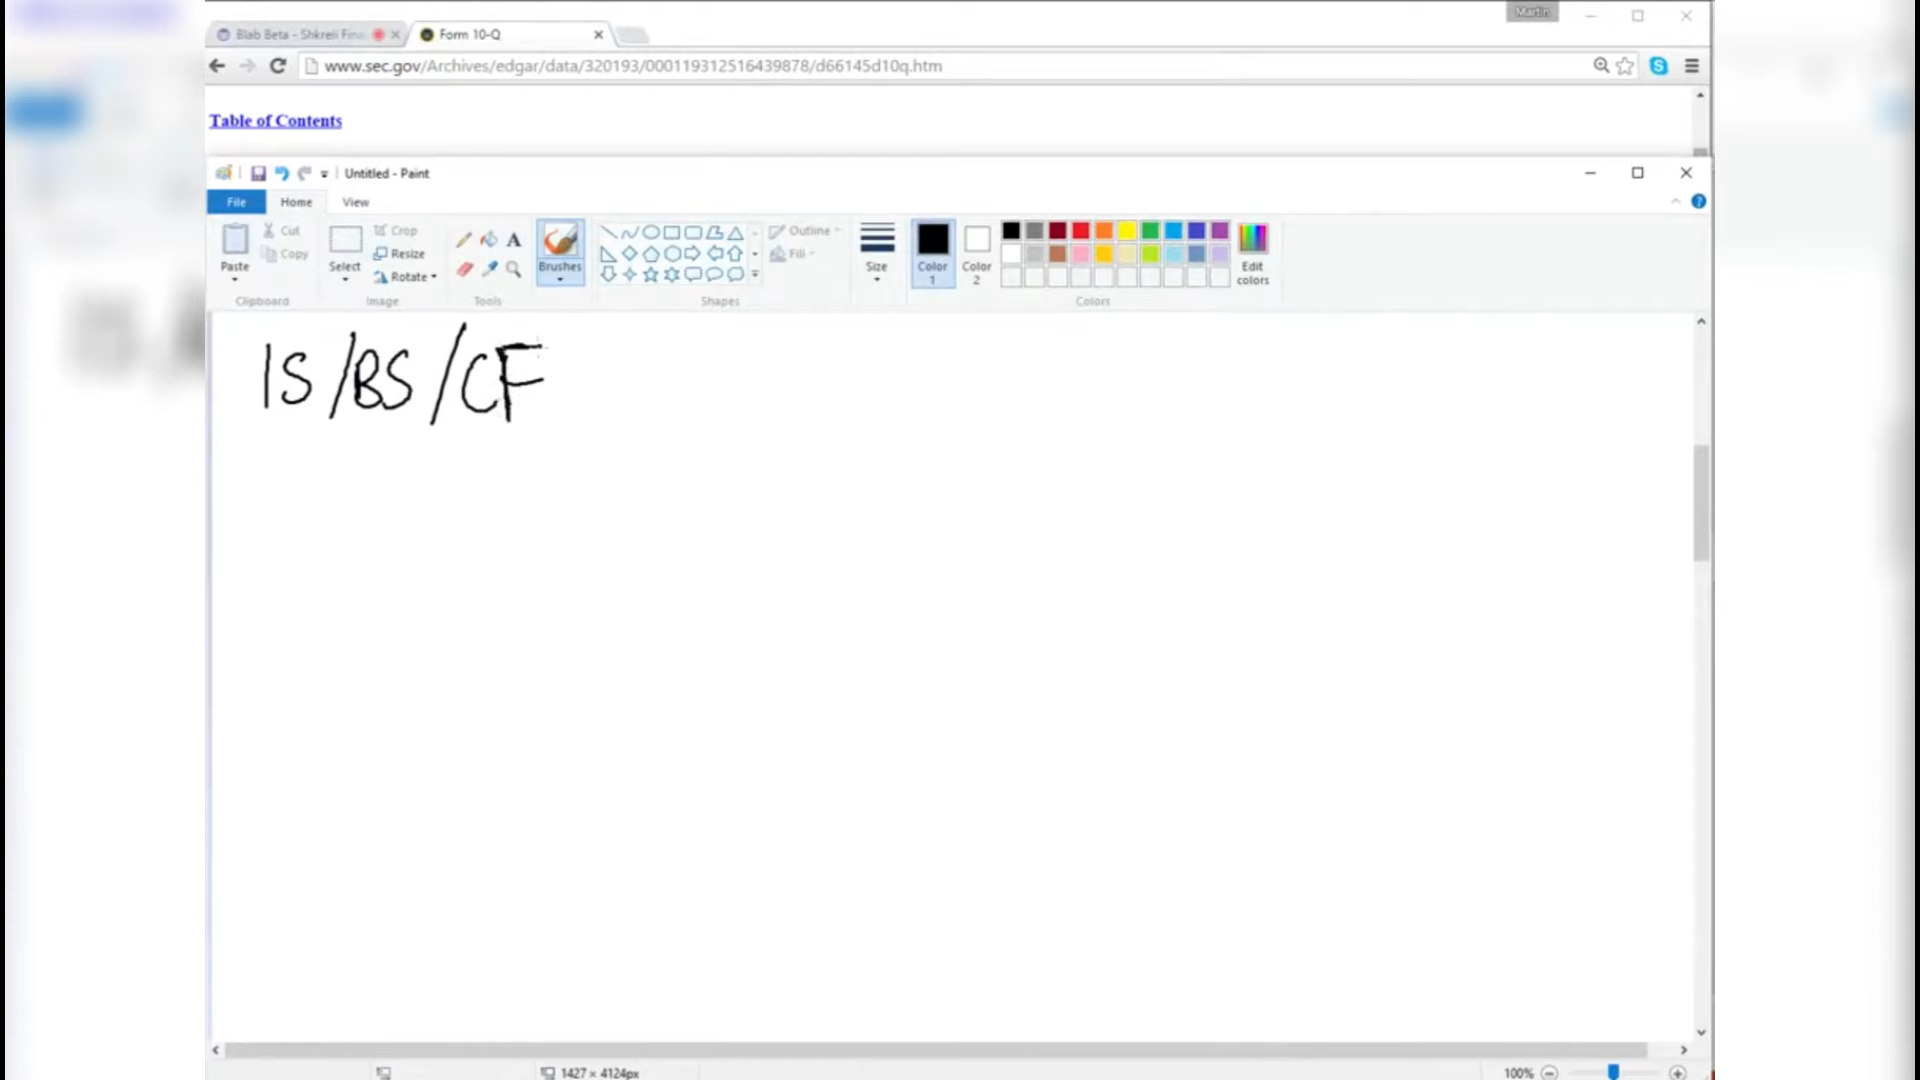 Martin
Blab Beta - Shkreli Fina
Form 10-Q
www.sec.gov/Archives/edgar/data/320193/000119312516439878/d66145d10q.htm
Table of Contents
Untitled - Paint
File Home View
Paste Cut Copy Select Crop Resize Rotate A Brushes Outline Fill Size Color 1 Color 2 Edit colors
Clipboard Image Tools Shapes Colors
IS/BS/CF
1427 × 4124px 100%